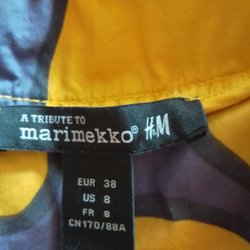 A TRIBUTE TO
marimekko® H&M
EUR 38
US 8
FR 8
CN170/88A